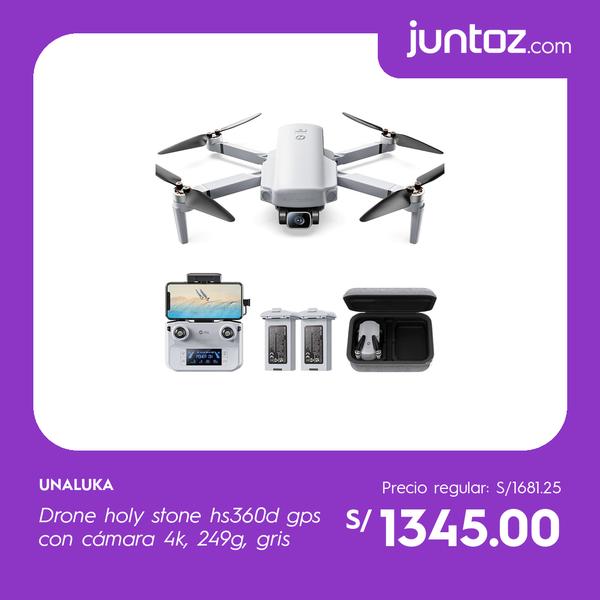 juntoz.com
UNALUKA
Drone holy stone hs360d gps
con cámara 4k, 249g, gris
Precio regular: S/1681.25
S/1345.00